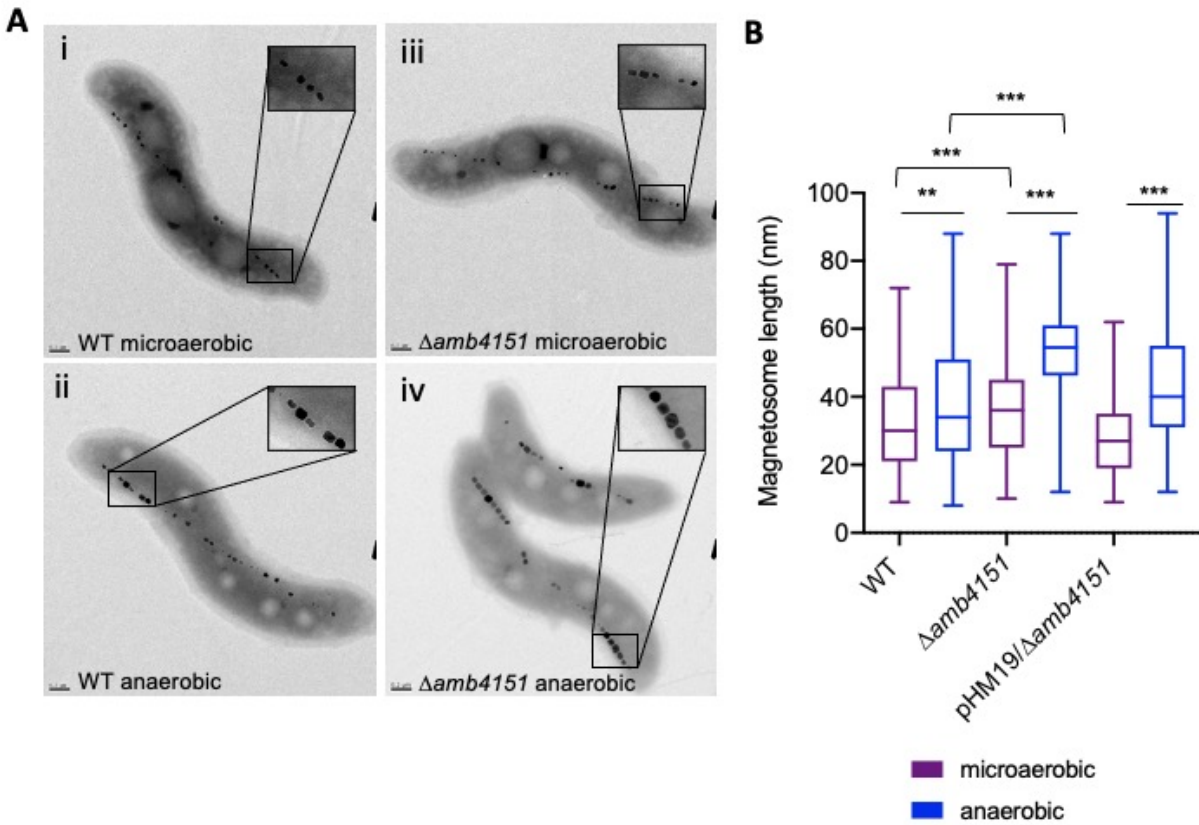 A
i
WT microaerobic
iii
Δamb4151 microaerobic
ii
WT anaerobic
iv
Δamb4151 anaerobic
B
***
***
**
***
***
Magnetosome length (nm)
100
80
60
40
20
0
WT
Δamb4151
pHM19/Δamb4151
microaerobic
anaerobic